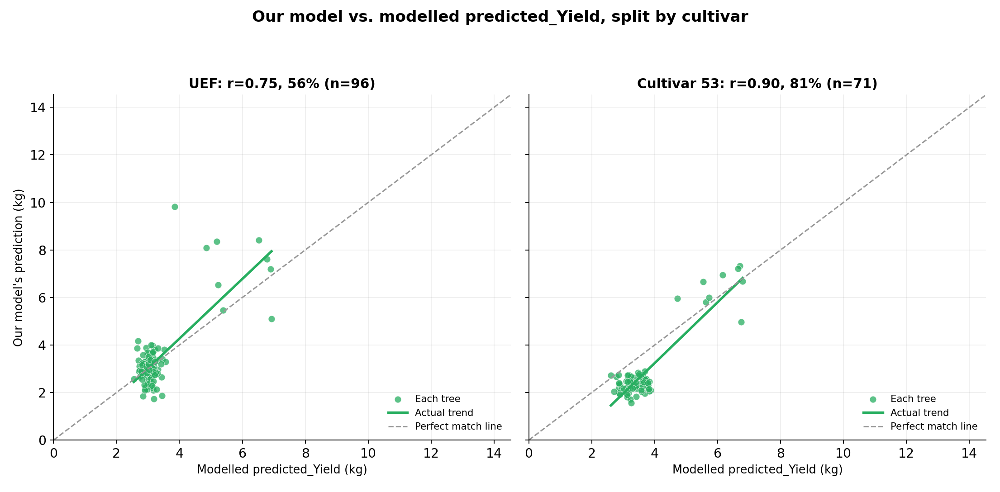 Our model vs. modelled predicted_Yield, split by cultivar
UEF: r=0.75, 56% (n=96)
14
12
10
8
6
4
2
0
Our model's prediction (kg)
0 2 4 6 8 10 12 14
Modelled predicted_Yield (kg)
Each tree
Actual trend
Perfect match line
Cultivar 53: r=0.90, 81% (n=71)
0 2 4 6 8 10 12 14
Modelled predicted_Yield (kg)
Each tree
Actual trend
Perfect match line